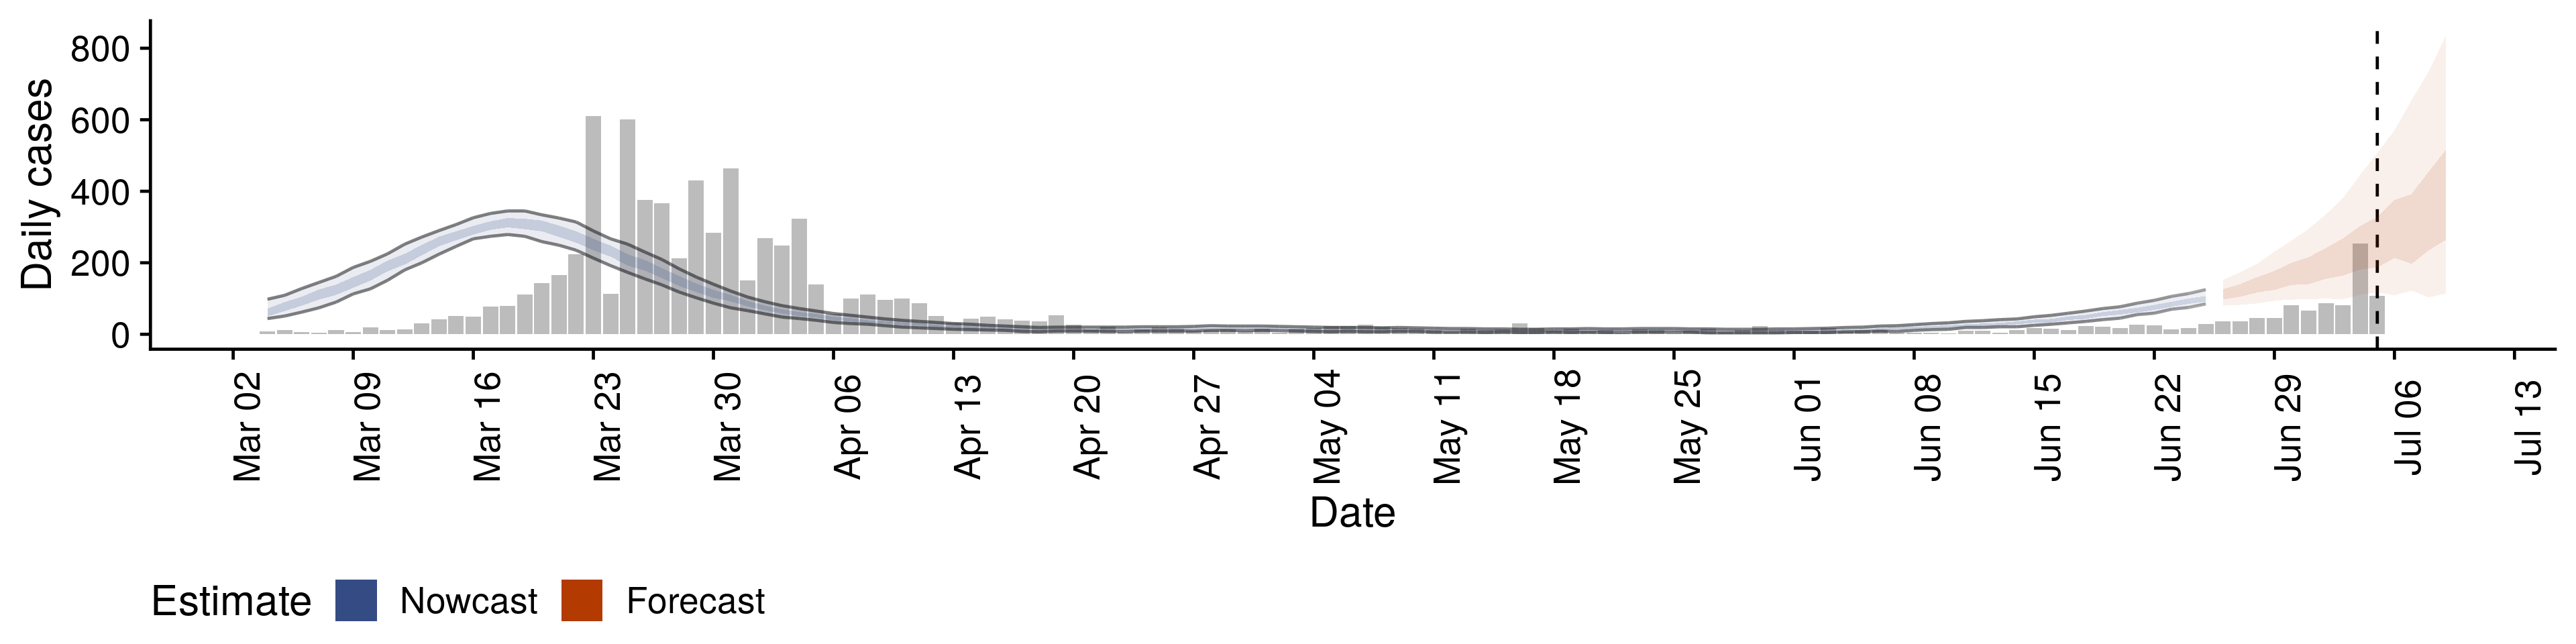 Daily cases
800
600
400
200
0
Mar 02
Mar 09
Mar 16
Mar 23
Mar 30
Apr 06
Apr 13
Apr 20
Apr 27
May 04
May 11
May 18
May 25
Jun 01
Jun 08
Jun 15
Jun 22
Jun 29
Jul 06
Jul 13
Date
Estimate Nowcast Forecast